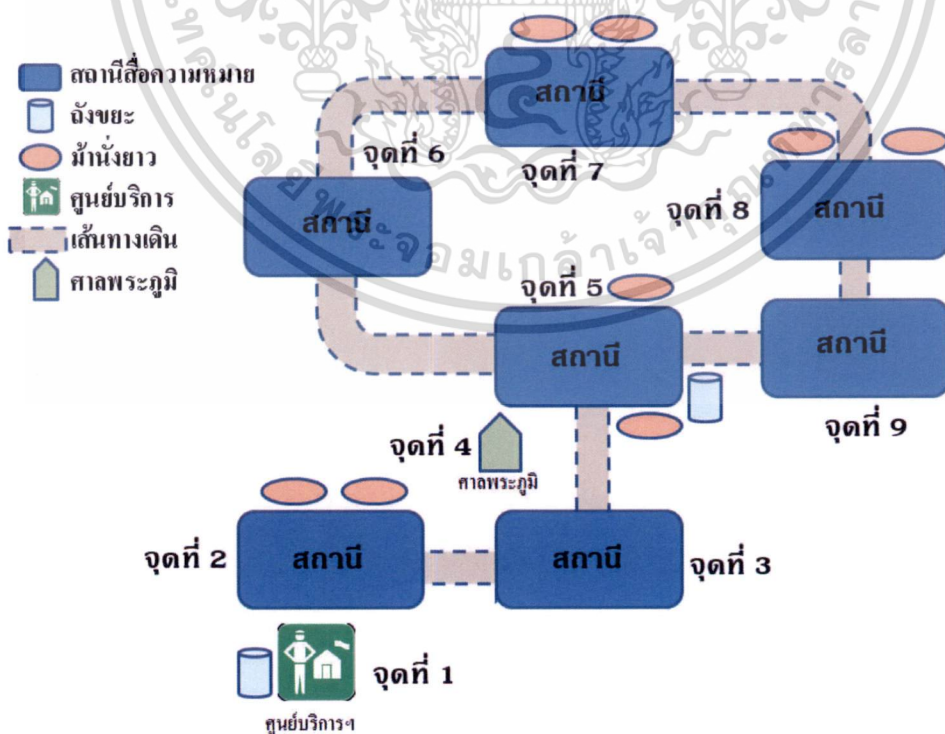 สถานีสื่อความหมาย
ถังขยะ
ม้านั่งยาว
ศูนย์บริการ
เส้นทางเดิน
ศาลพระภูมิ
สถานี
จุดที่ 7
จุดที่ 6
สถานี
จุดที่ 8
สถานี
จุดที่ 5
สถานี
สถานี
จุดที่ 9
จุดที่ 4
ศาลพระภูมิ
จุดที่ 2
สถานี
สถานี
จุดที่ 3
จุดที่ 1
ศูนย์บริการฯ